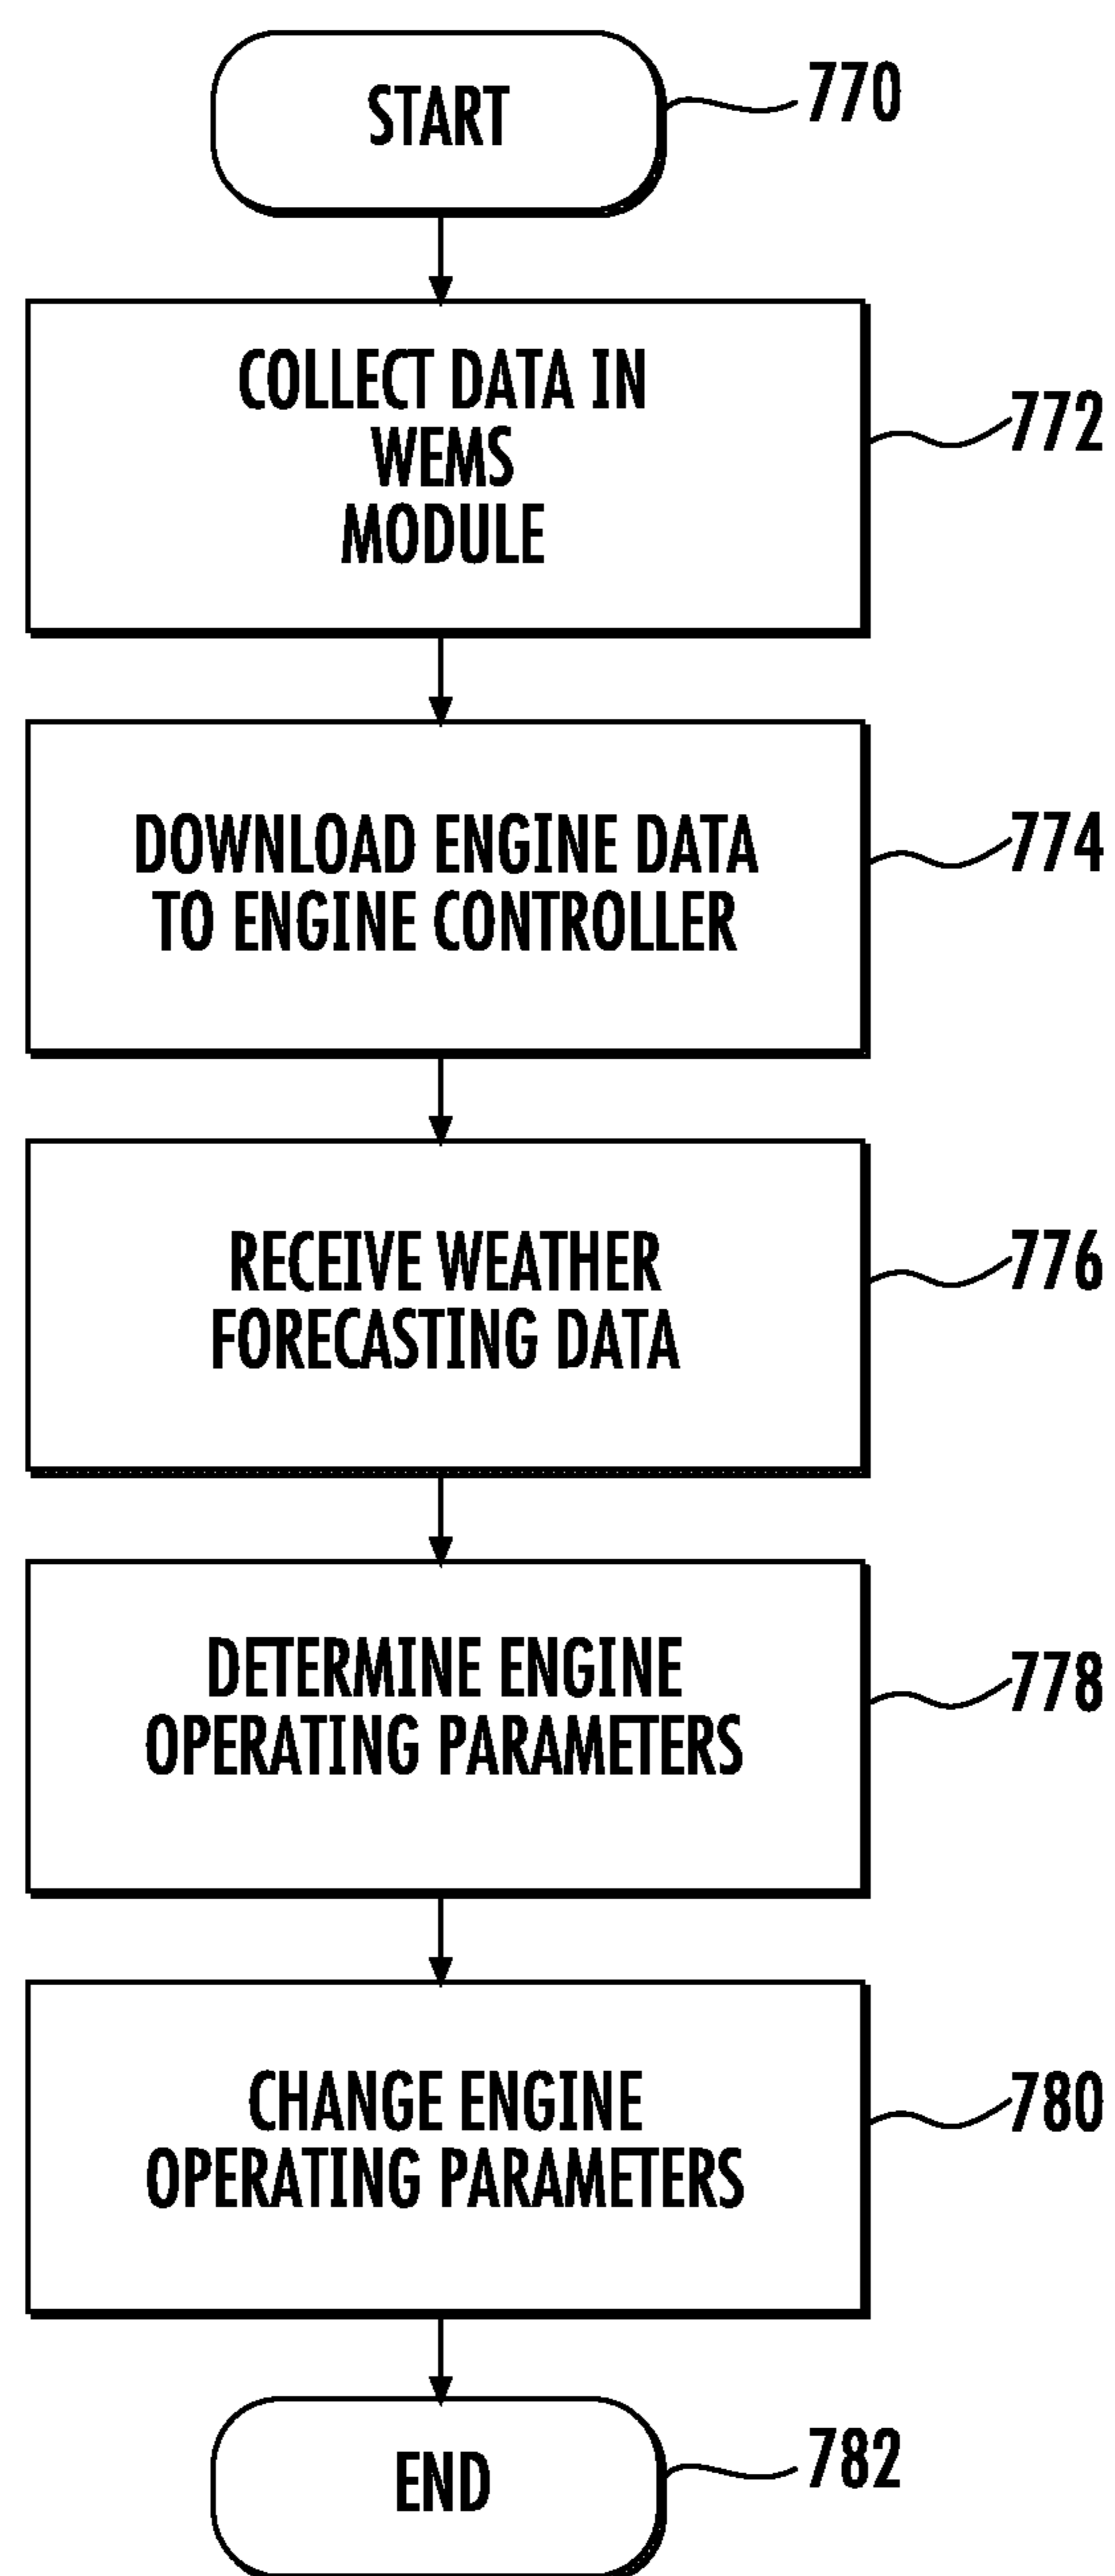 START
770
COLLECT DATA IN
WEMS
MODULE
772
DOWNLOAD ENGINE DATA
TO ENGINE CONTROLLER
774
RECEIVE WEATHER
FORECASTING DATA
776
DETERMINE ENGINE
OPERATING PARAMETERS
778
CHANGE ENGINE
OPERATING PARAMETERS
780
END
782